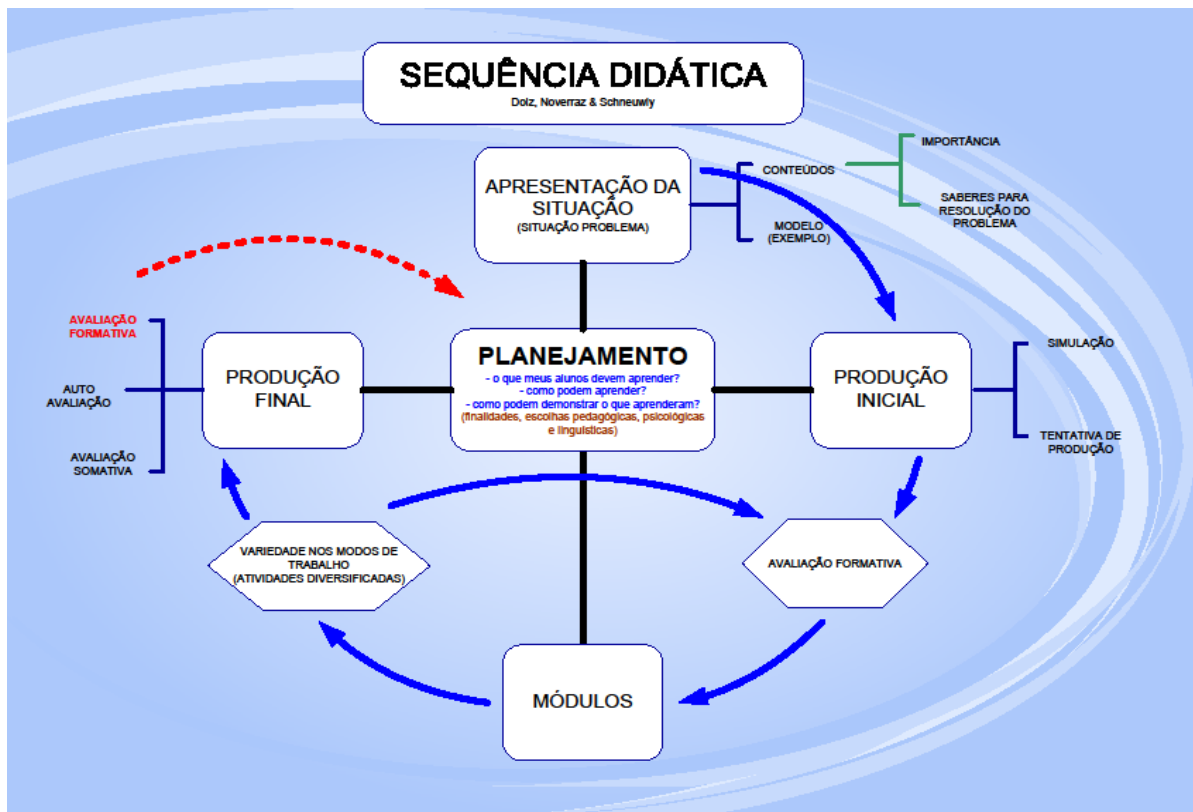 SEQUÊNCIA DIDÁTICA
Dolz, Noverraz & Schneuwly
APRESENTAÇÃO DA
SITUAÇÃO
(SITUAÇÃO PROBLEMA)
CONTEÚDOS
MODELO
(EXEMPLO)
IMPORTÂNCIA
SABERES PARA
RESOLUÇÃO DO
PROBLEMA
AVALIAÇÃO
FORMATIVA
AUTO
AVALIAÇÃO
AVALIAÇÃO
SOMATIVA
PRODUÇÃO
FINAL
PLANEJAMENTO
- o que meus alunos devem aprender?
- como podem aprender?
- como podem demonstrar o que aprenderam?
(finalidades, escolhas pedagógicas, psicológicas
e linguísticas)
PRODUÇÃO
INICIAL
SIMULAÇÃO
TENTATIVA DE
PRODUÇÃO
VARIEDADE NOS MODOS DE
TRABALHO
(ATIVIDADES DIVERSIFICADAS)
AVALIAÇÃO FORMATIVA
MÓDULOS